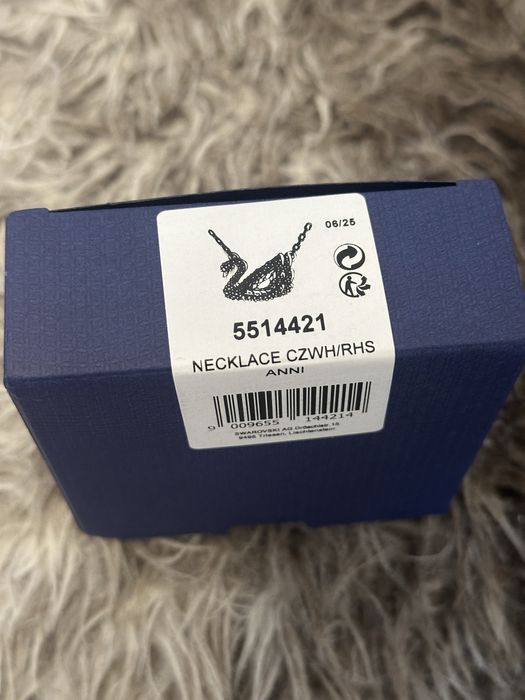 06/25
5514421
NECKLACE CZWH/RHS
ANNI
9 009655 144214
SWAROVSKI AG Dröschistr.15
9495 Triesen, Liechtenstein